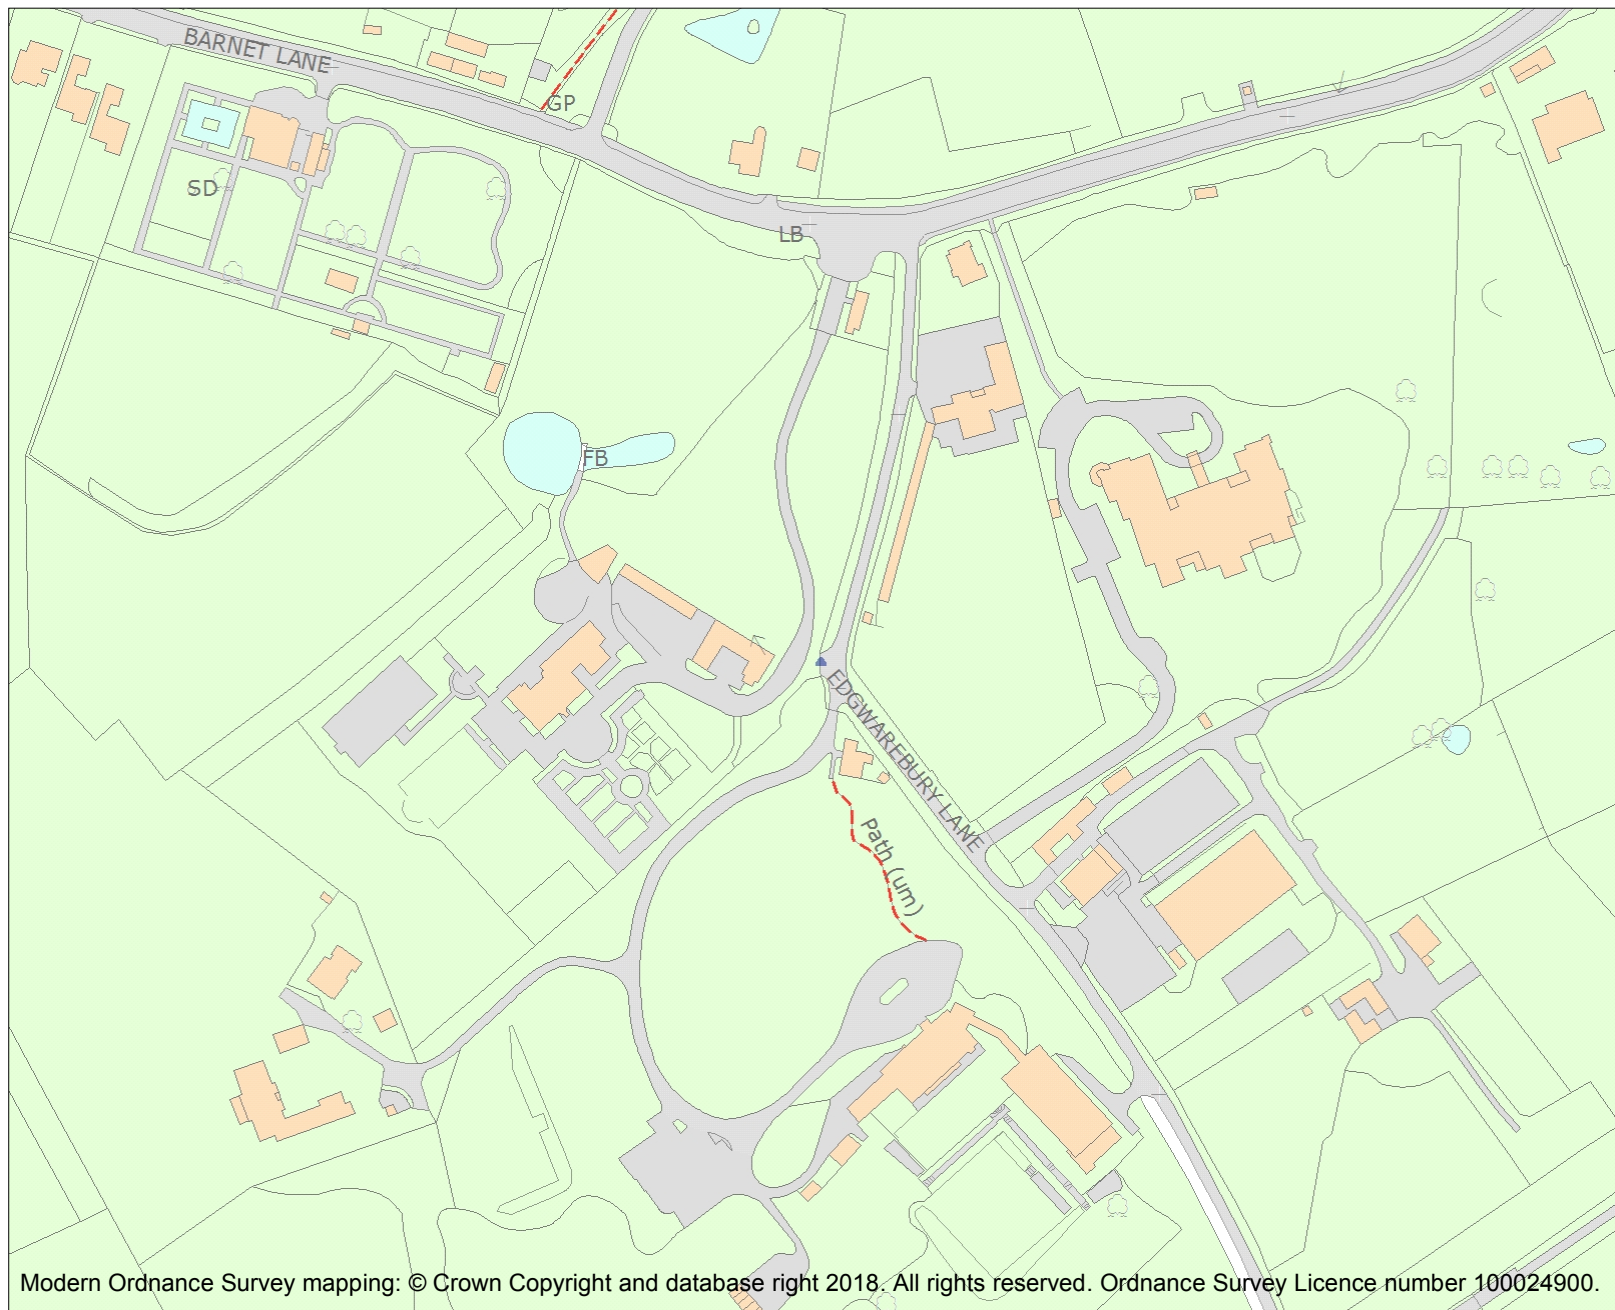 BARNET LANE
GP
SD
LB
FB
EDGWAREBURY LANE
Path (um)
Modern Ordnance Survey mapping: © Crown Copyright and database right 2018. All rights reserved. Ordnance Survey Licence number 100024900.